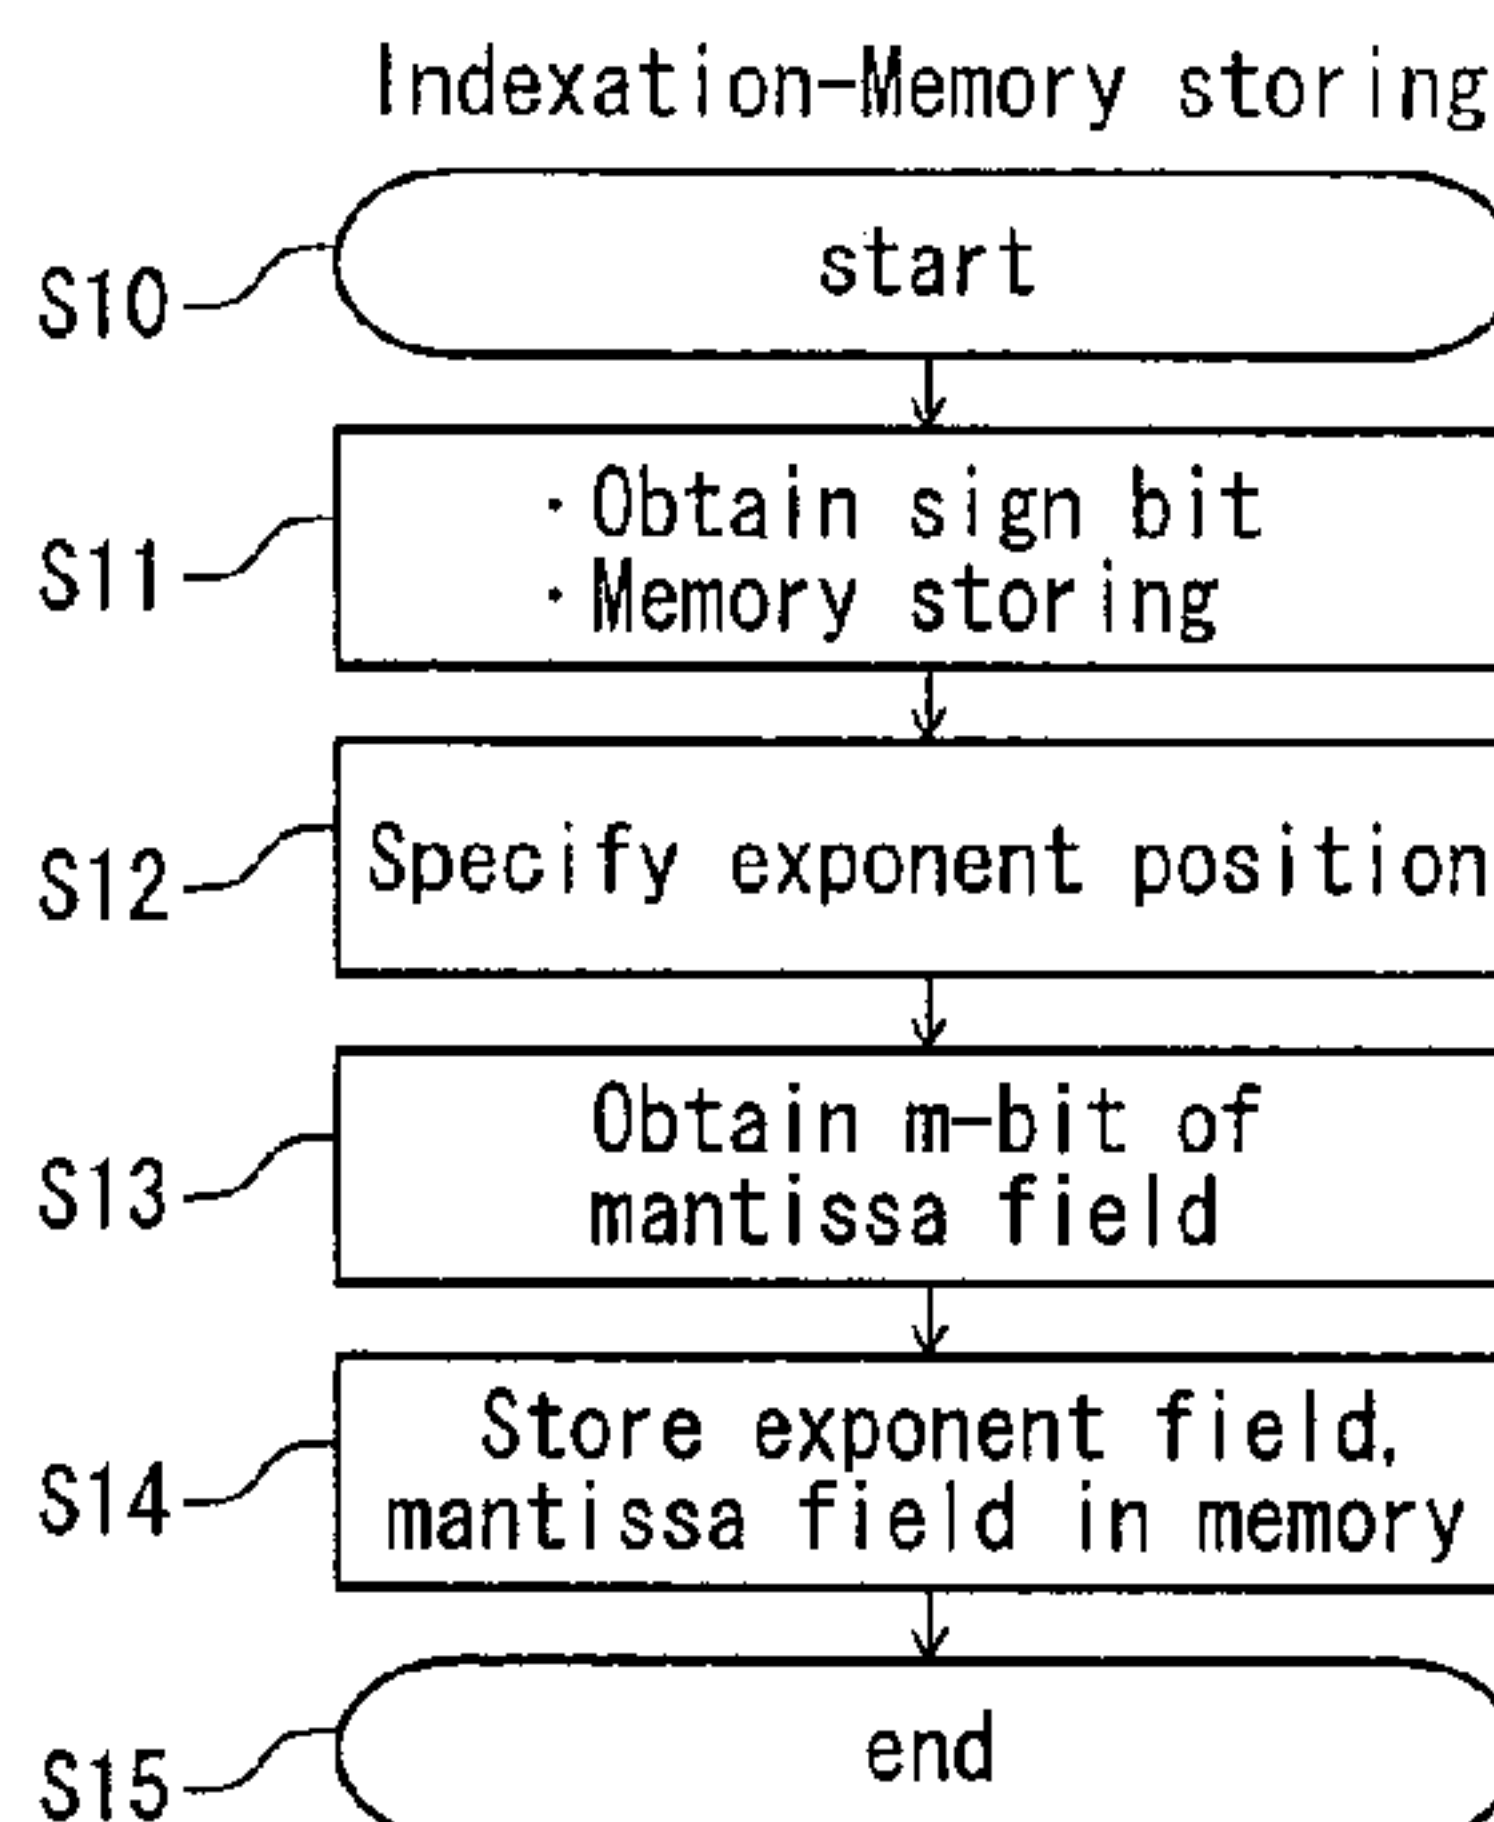 Indexation-Memory storing
start
S10
・Obtain sign bit
・Memory storing
S11
Specify exponent position
S12
Obtain m-bit of
mantissa field
S13
Store exponent field,
mantissa field in memory
S14
end
S15